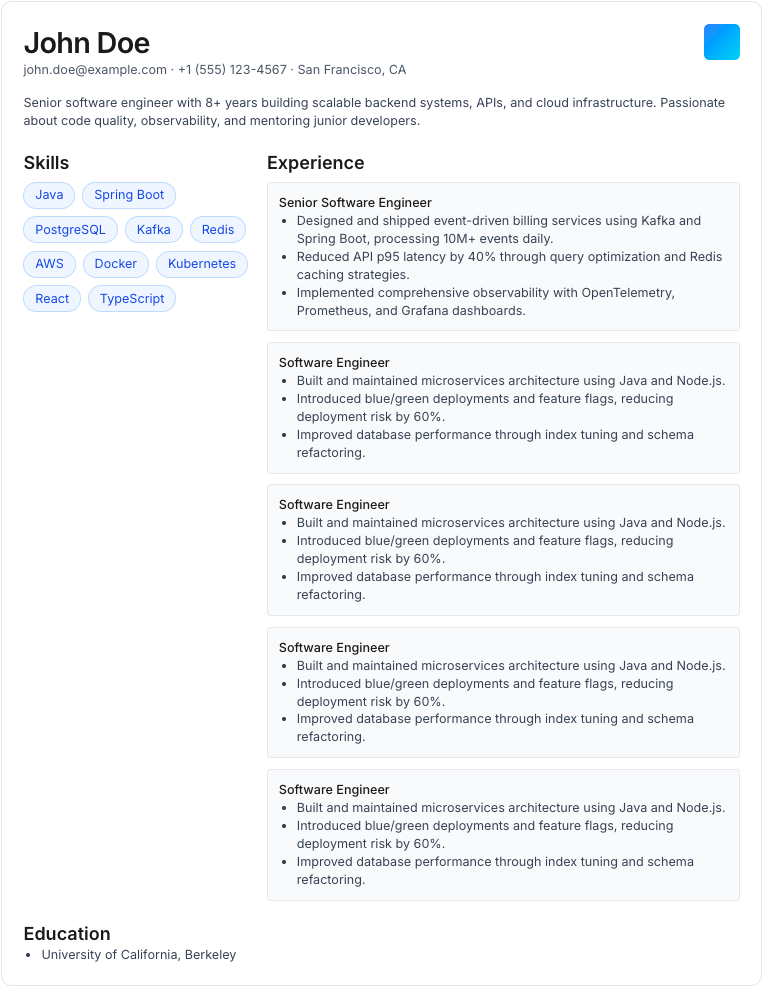 John Doe
john.doe@example.com · +1 (555) 123-4567 · San Francisco, CA
Senior software engineer with 8+ years building scalable backend systems, APIs, and cloud infrastructure. Passionate
about code quality, observability, and mentoring junior developers.
Skills
Java Spring Boot
PostgreSQL Kafka Redis
AWS Docker Kubernetes
React TypeScript
Experience
Senior Software Engineer
• Designed and shipped event-driven billing services using Kafka and
Spring Boot, processing 10M+ events daily.
• Reduced API p95 latency by 40% through query optimization and Redis
caching strategies.
• Implemented comprehensive observability with OpenTelemetry,
Prometheus, and Grafana dashboards.
Software Engineer
• Built and maintained microservices architecture using Java and Node.js.
• Introduced blue/green deployments and feature flags, reducing
deployment risk by 60%.
• Improved database performance through index tuning and schema
refactoring.
Software Engineer
• Built and maintained microservices architecture using Java and Node.js.
• Introduced blue/green deployments and feature flags, reducing
deployment risk by 60%.
• Improved database performance through index tuning and schema
refactoring.
Software Engineer
• Built and maintained microservices architecture using Java and Node.js.
• Introduced blue/green deployments and feature flags, reducing
deployment risk by 60%.
• Improved database performance through index tuning and schema
refactoring.
Software Engineer
• Built and maintained microservices architecture using Java and Node.js.
• Introduced blue/green deployments and feature flags, reducing
deployment risk by 60%.
• Improved database performance through index tuning and schema
refactoring.
Education
• University of California, Berkeley